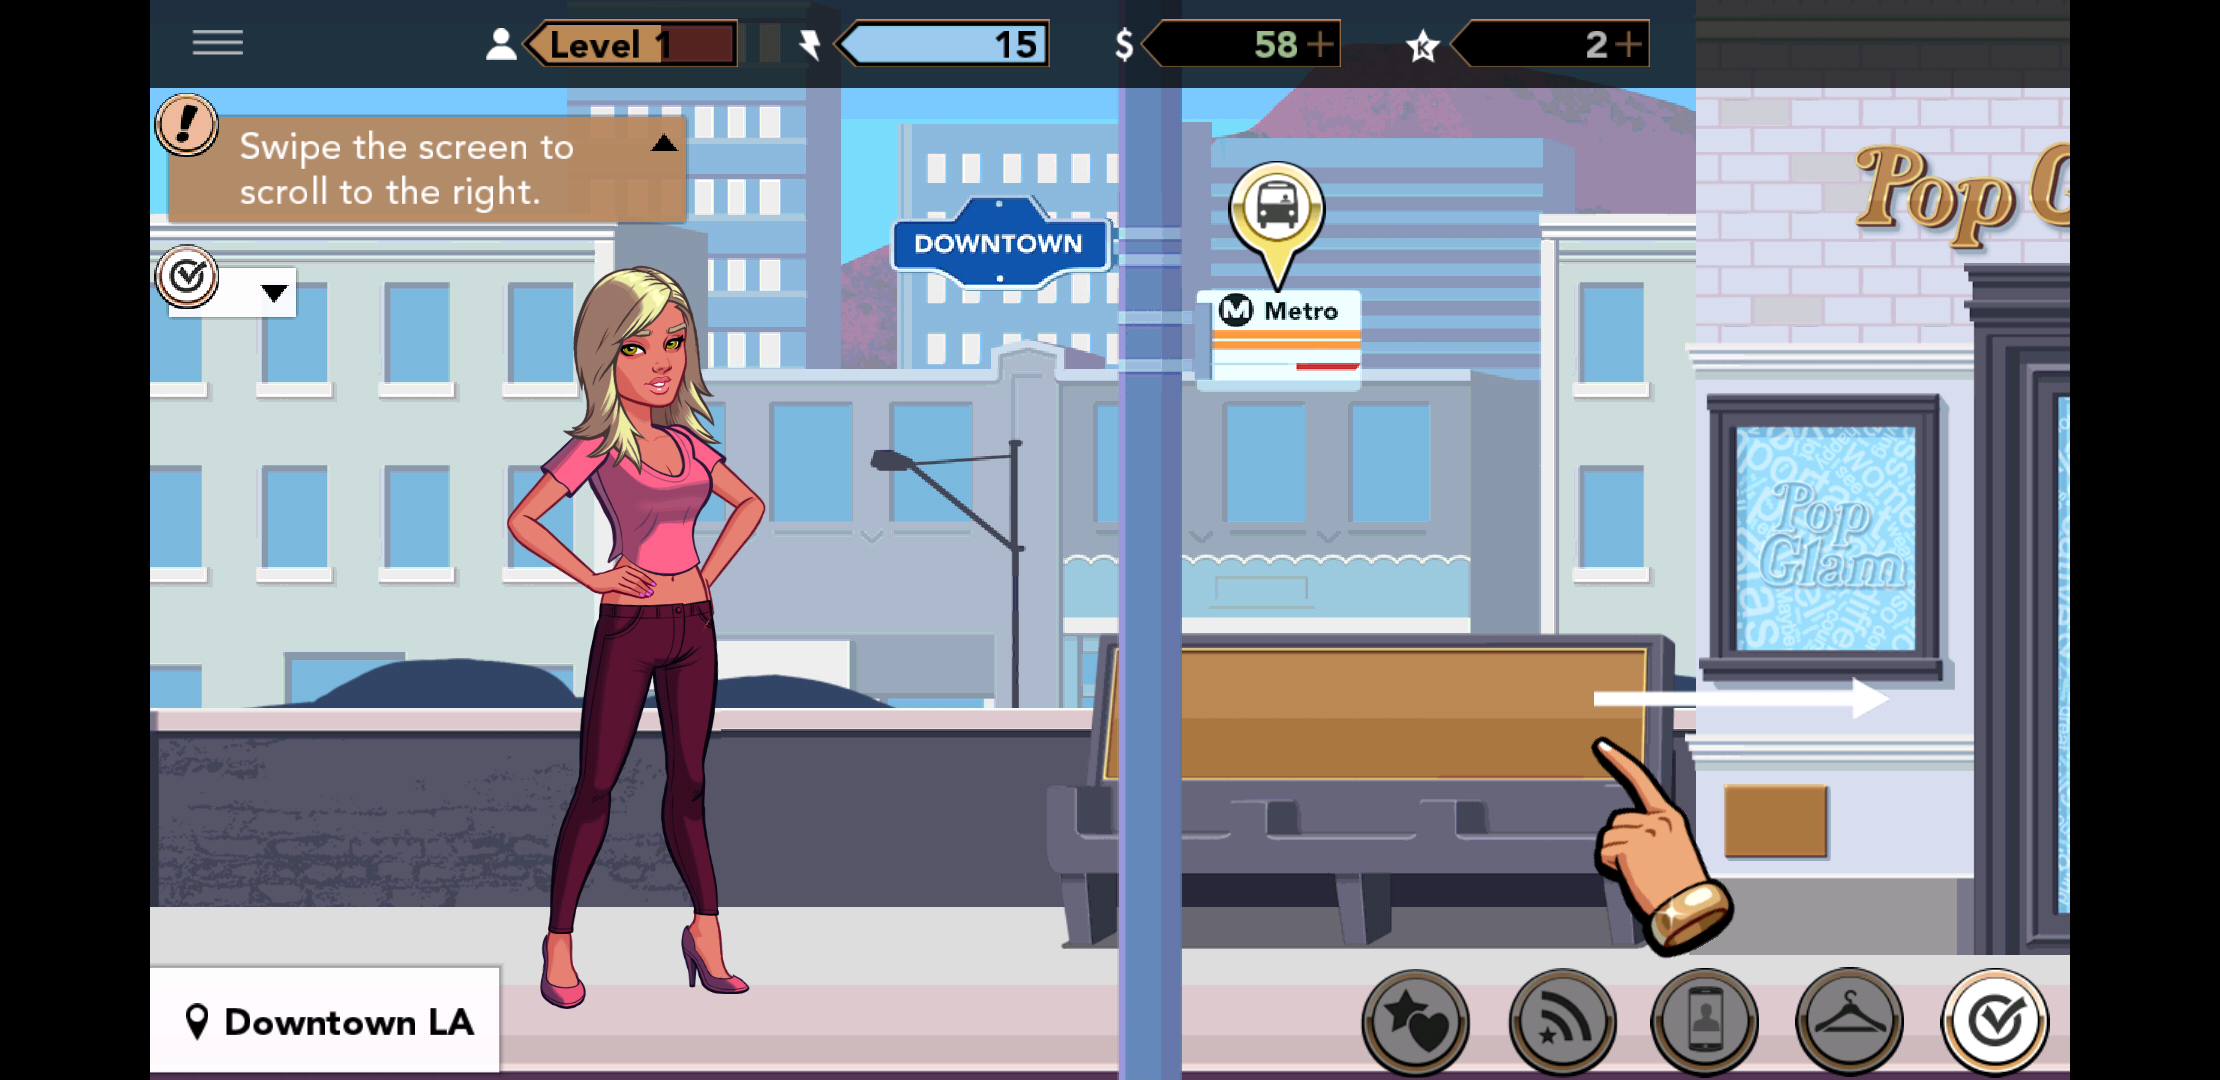 Level 1
15
$ 58+
K 2+
Swipe the screen to
scroll to the right.
DOWNTOWN
M Metro
Pop G
Pop
Glam
Downtown LA